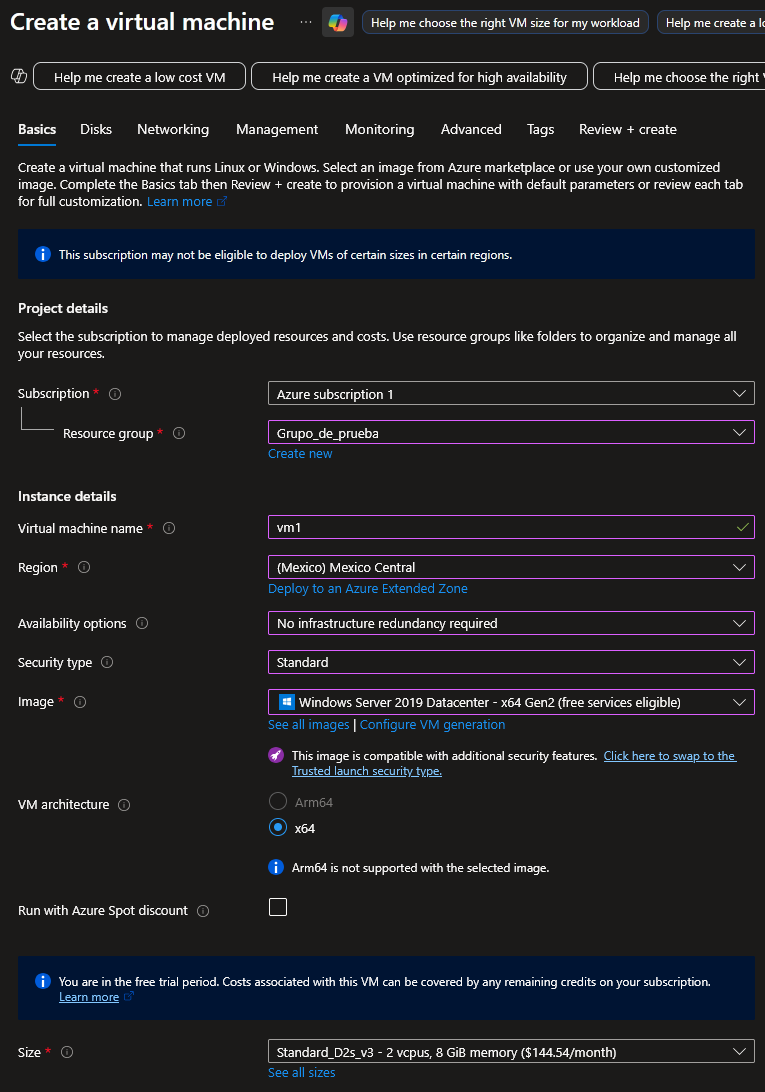 Create a virtual machine ... Help me choose the right VM size for my workload Help me create a lo
Help me create a low cost VM Help me create a VM optimized for high availability Help me choose the right
Basics Disks Networking Management Monitoring Advanced Tags Review + create
Create a virtual machine that runs Linux or Windows. Select an image from Azure marketplace or use your own customized
image. Complete the Basics tab then Review + create to provision a virtual machine with default parameters or review each tab
for full customization. Learn more
This subscription may not be eligible to deploy VMs of certain sizes in certain regions.
Project details
Select the subscription to manage deployed resources and costs. Use resource groups like folders to organize and manage all
your resources.
Subscription * Azure subscription 1
Resource group * Grupo_de_prueba
Create new
Instance details
Virtual machine name * vm1
Region * (Mexico) Mexico Central
Deploy to an Azure Extended Zone
Availability options No infrastructure redundancy required
Security type Standard
Image * Windows Server 2019 Datacenter - x64 Gen2 (free services eligible)
See all images | Configure VM generation
This image is compatible with additional security features. Click here to swap to the
Trusted launch security type.
VM architecture Arm64
x64
Arm64 is not supported with the selected image.
Run with Azure Spot discount
You are in the free trial period. Costs associated with this VM can be covered by any remaining credits on your subscription.
Learn more
Size * Standard_D2s_v3 - 2 vcpus, 8 GiB memory ($144.54/month)
See all sizes